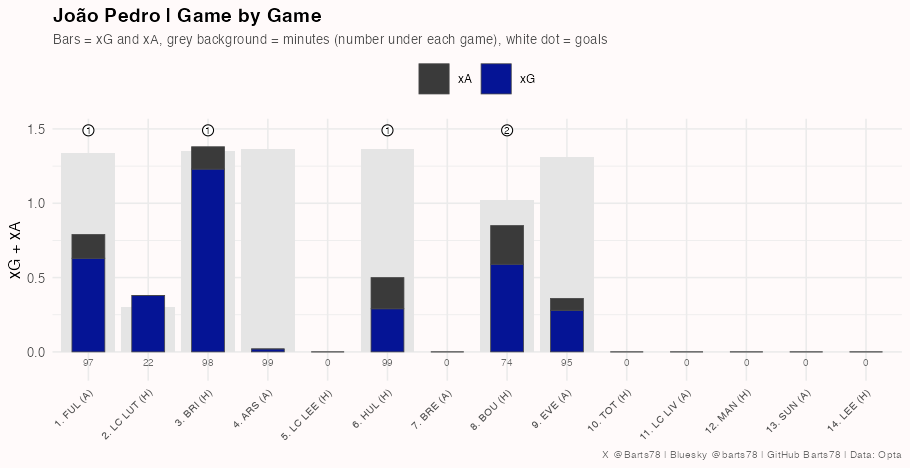 João Pedro | Game by Game
Bars = xG and xA, grey background = minutes (number under each game), white dot = goals
xA xG
xG + xA
1.5
1.0
0.5
0.0
1 1 1 2
97 22 98 99 0 99 0 74 95 0 0 0 0 0
1. FUL (A)
2. LC LUT (H)
3. BRI (H)
4. ARS (A)
5. LC LEE (H)
6. HUL (H)
7. BRE (A)
8. BOU (H)
9. EVE (A)
10. TOT (H)
11. LC LIV (A)
12. MAN (H)
13. SUN (A)
14. LEE (H)
X @Barts78 | Bluesky @barts78 | GitHub Barts78 | Data: Opta